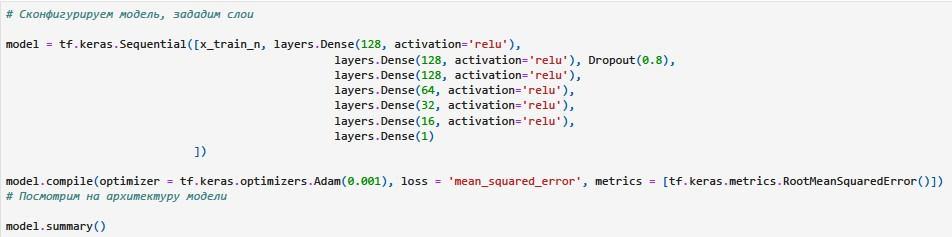 # Сконфигурируем модель, зададим слои
model = tf.keras.Sequential([x_train_n, layers.Dense(128, activation='relu'),
layers.Dense(128, activation='relu'), Dropout(0.8),
layers.Dense(128, activation='relu'),
layers.Dense(64, activation='relu'),
layers.Dense(32, activation='relu'),
layers.Dense(16, activation='relu'),
layers.Dense(1)
])
model.compile(optimizer = tf.keras.optimizers.Adam(0.001), loss = 'mean_squared_error', metrics = [tf.keras.metrics.RootMeanSquaredError()])
# Посмотрим на архитектуру модели
model.summary()